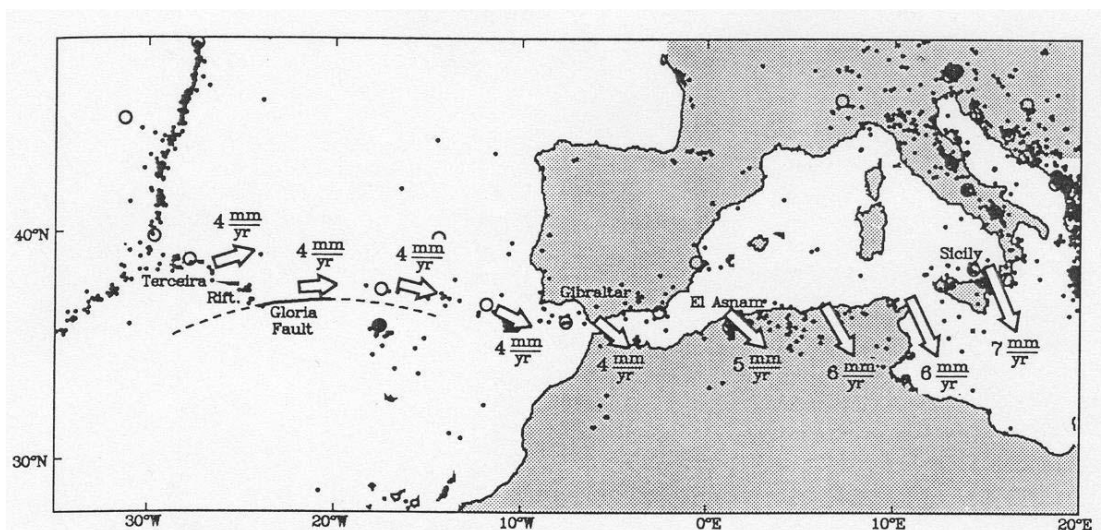 4 mm/yr
4 mm/yr
4 mm/yr
40°N
Terceira
Rift.
Gloria
Fault
Gibraltar
El Asnam
Sicily
4 mm/yr
4 mm/yr
5 mm/yr
6 mm/yr
6 mm/yr
7 mm/yr
30°N
30°W
20°W
10°W
0°E
10°E
20°E